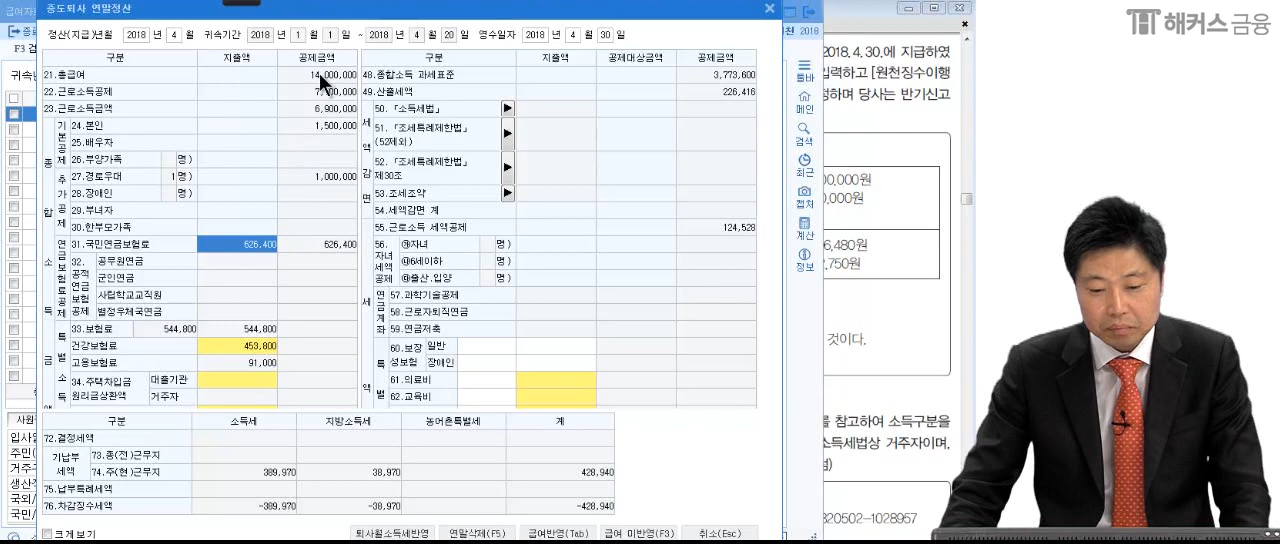 중도퇴사 연말정산
정산(지급)년월 2018 년 4 월 귀속기간 2018 년 1 월 1 일 ~ 2018 년 4 월 20 일 영수일자 2018 년 4 월 30 일
구분 지출액 공제금액
21.총급여 14,000,000
22.근로소득공제
23.근로소득금액 6,900,000
24.본인 1,500,000
25.배우자
26.부양가족 명)
27.경로우대 1 명) 1,000,000
28.장애인 명)
29.부녀자
30.한부모가족
31.국민연금보험료 626,400 626,400
32. 공무원연금
군인연금
사립학교교직원
별정우체국연금
33.보험료 544,800 544,800
건강보험료 453,800
고용보험료 91,000
34.주택차입금 대출기관
원리금상환액 거주자
구분 지출액 공제대상금액 공제금액
48.종합소득 과세표준 3,773,600
49.산출세액 226,416
50.「소득세법」 ▶
51.「조세특례제한법」 ▶
(52제외)
52.「조세특례제한법」 ▶
제30조
53.조세조약 ▶
54.세액감면 계
55.근로소득 세액공제 124,528
56. ㉮자녀 명)
자녀 ㉯6세이하 명)
세액
공제 ㉰출산.입양 명)
57.과학기술공제
58.근로자퇴직연금
59.연금저축
60.보장 일반
성보험 장애인
61.의료비
62.교육비
구분 소득세 지방소득세 농어촌특별세 계
72.결정세액
기납부 73.종(전)근무지
세액 74.주(현)근무지 389,970 38,970 428,940
75.납부특례세액
76.차감징수세액 -389,970 -38,970 -428,940
크게보기 퇴사월소득세반영 연말삭제(F5) 급여반영(Tab) 급여 미반영(F3) 취소(Esc)
툴바
메인
검색
최근
캡처
계산
정보
2018
2018.4.30.에 지급하였
입력하고 [원천징수이행
하며 당사는 반기신고
00,000원
,000원
6,480원
,750원
것이다.
를 참고하여 소득구분을
소득세법상 거주자이며,
820502-1028957
해커스금융